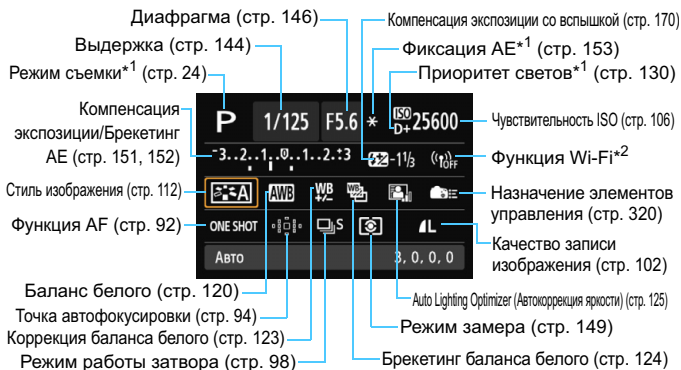 Диафрагма (стр. 146)
Компенсация экспозиции со вспышкой (стр. 170)
Выдержка (стр. 144)
Фиксация AE*1 (стр. 153)
Режим съемки*1 (стр. 24)
Приоритет светов*1 (стр. 130)
Компенсация
экспозиции/Брекетинг
AE (стр. 151, 152)
P 1/125 F5.6 * ISO D+ 25600
Чувствительность ISO (стр. 106)
-3..2..1..0..1..2.+3 -1 1/3 OFF
Функция Wi-Fi*2
Стиль изображения (стр. 112)
A AWB WB +/- WB
Назначение элементов
управления (стр. 320)
Функция AF (стр. 92)
ONE SHOT S L
Качество записи
изображения (стр. 102)
Авто 3, 0, 0, 0
Баланс белого (стр. 120)
Auto Lighting Optimizer (Автокоррекция яркости) (стр. 125)
Точка автофокусировки (стр. 94)
Режим замера (стр. 149)
Коррекция баланса белого (стр. 123)
Режим работы затвора (стр. 98)
Брекетинг баланса белого (стр. 124)